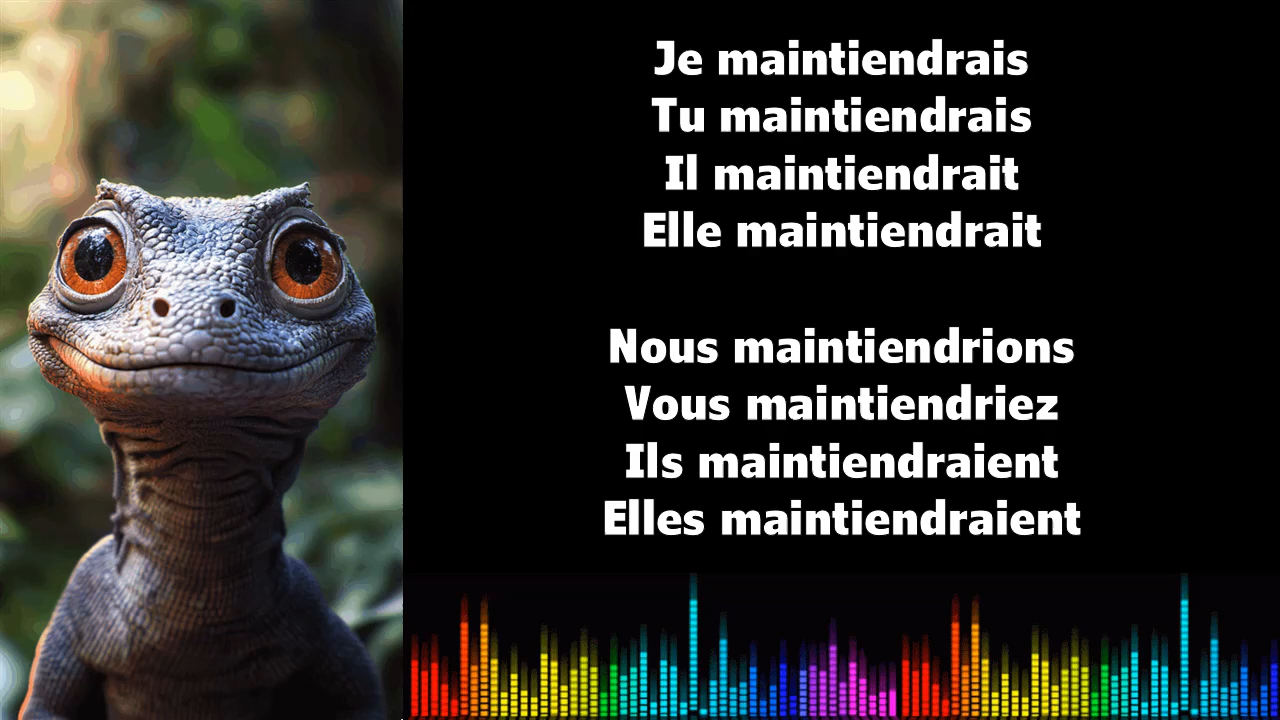 Je maintiendrais
Tu maintiendrais
Il maintiendrait
Elle maintiendrait
Nous maintiendrions
Vous maintiendriez
Ils maintiendraient
Elles maintiendraient